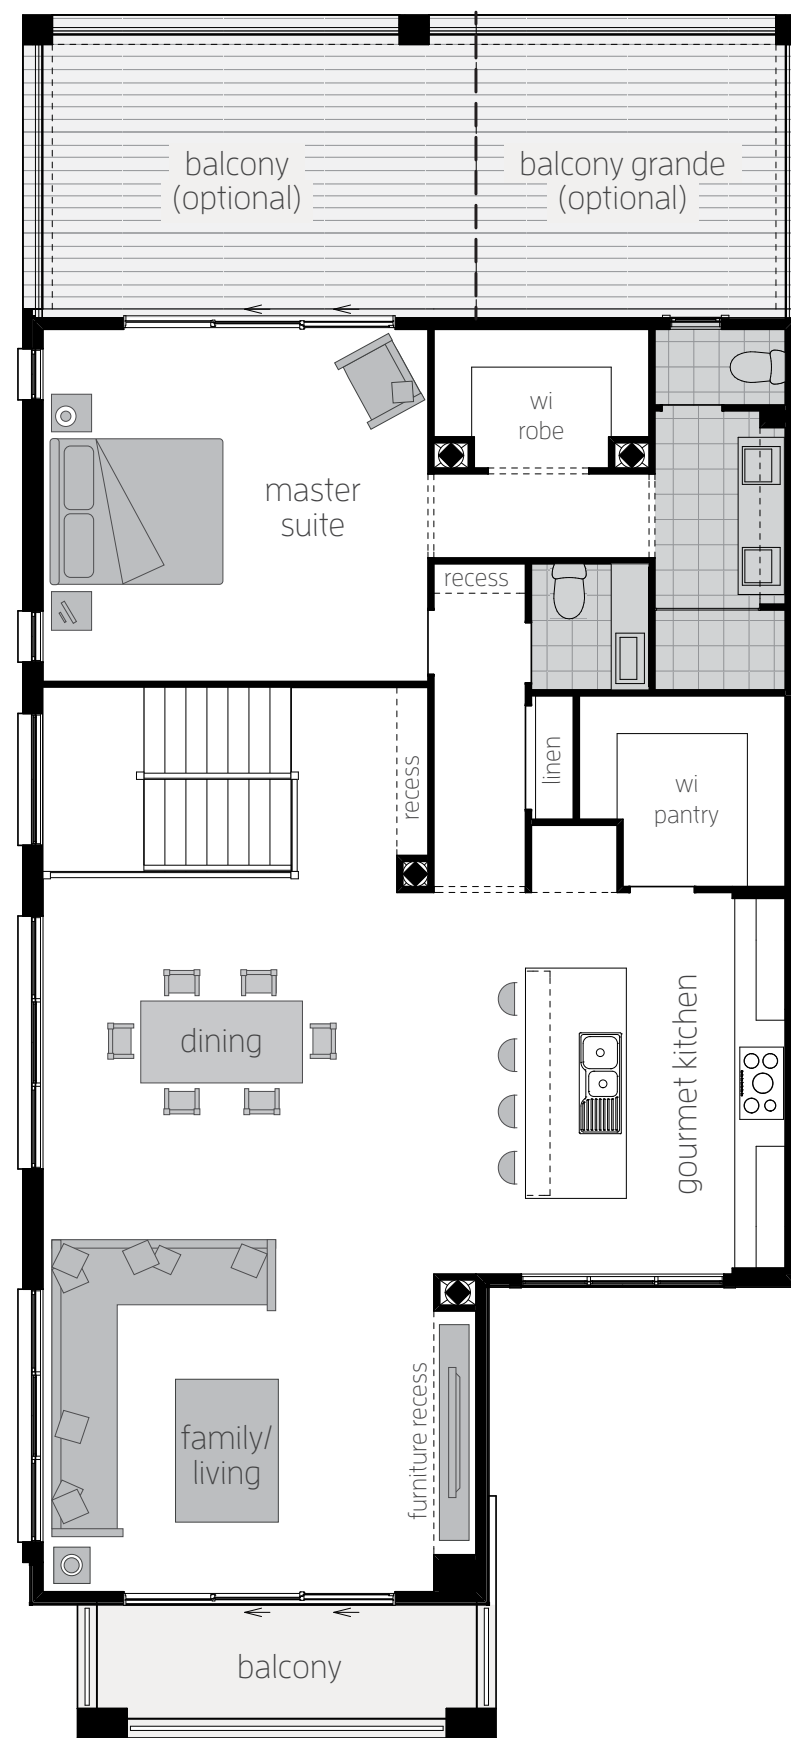 balcony
(optional)
balcony grande
(optional)
wi
robe
master
suite
recess
linen
recess
wi
pantry
dining
gourmet kitchen
furniture recess
family/
living
balcony